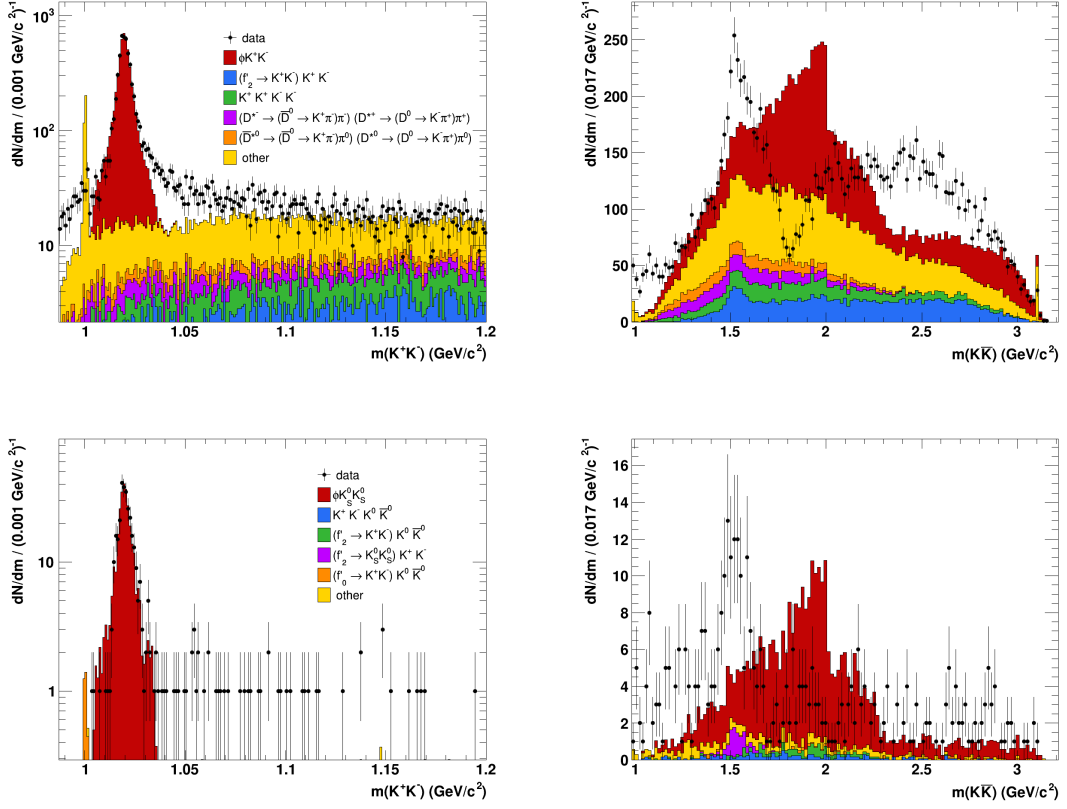 dN/dm / (0.001 GeV/c²)⁻¹
10³
10²
10
data
φK⁺K⁻
(f'₂ → K⁺K⁻) K⁺ K⁻
K⁺ K⁺ K⁻ K⁻
(D*⁻ → (D̅⁰ → K⁺π⁻)π⁻) (D*⁺ → (D⁰ → K⁻π⁺)π⁺)
(D̅*⁰ → (D̅⁰ → K⁺π⁻)π⁰) (D*⁰ → (D⁰ → K⁻π⁺)π⁰)
other
1 1.05 1.1 1.15 1.2
m(K⁺K⁻) (GeV/c²)
dN/dm / (0.017 GeV/c²)⁻¹
250
200
150
100
50
0
1 1.5 2 2.5 3
m(KK̅) (GeV/c²)
dN/dm / (0.001 GeV/c²)⁻¹
10
1
data
φK⁰_S K⁰_S
K⁺ K⁻ K⁰ K̅⁰
(f'₂ → K⁺K⁻) K⁰ K̅⁰
(f'₂ → K⁰_S K⁰_S) K⁺ K⁻
(f'₀ → K⁺K⁻) K⁰ K̅⁰
other
1 1.05 1.1 1.15 1.2
m(K⁺K⁻) (GeV/c²)
dN/dm / (0.017 GeV/c²)⁻¹
16
14
12
10
8
6
4
2
0
1 1.5 2 2.5 3
m(KK̅) (GeV/c²)